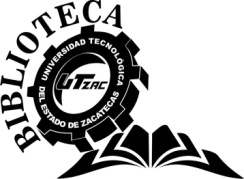 BIBLIOTECA
UNIVERSIDAD TECNOLÓGICA
UTZAC
DEL ESTADO DE ZACATECAS